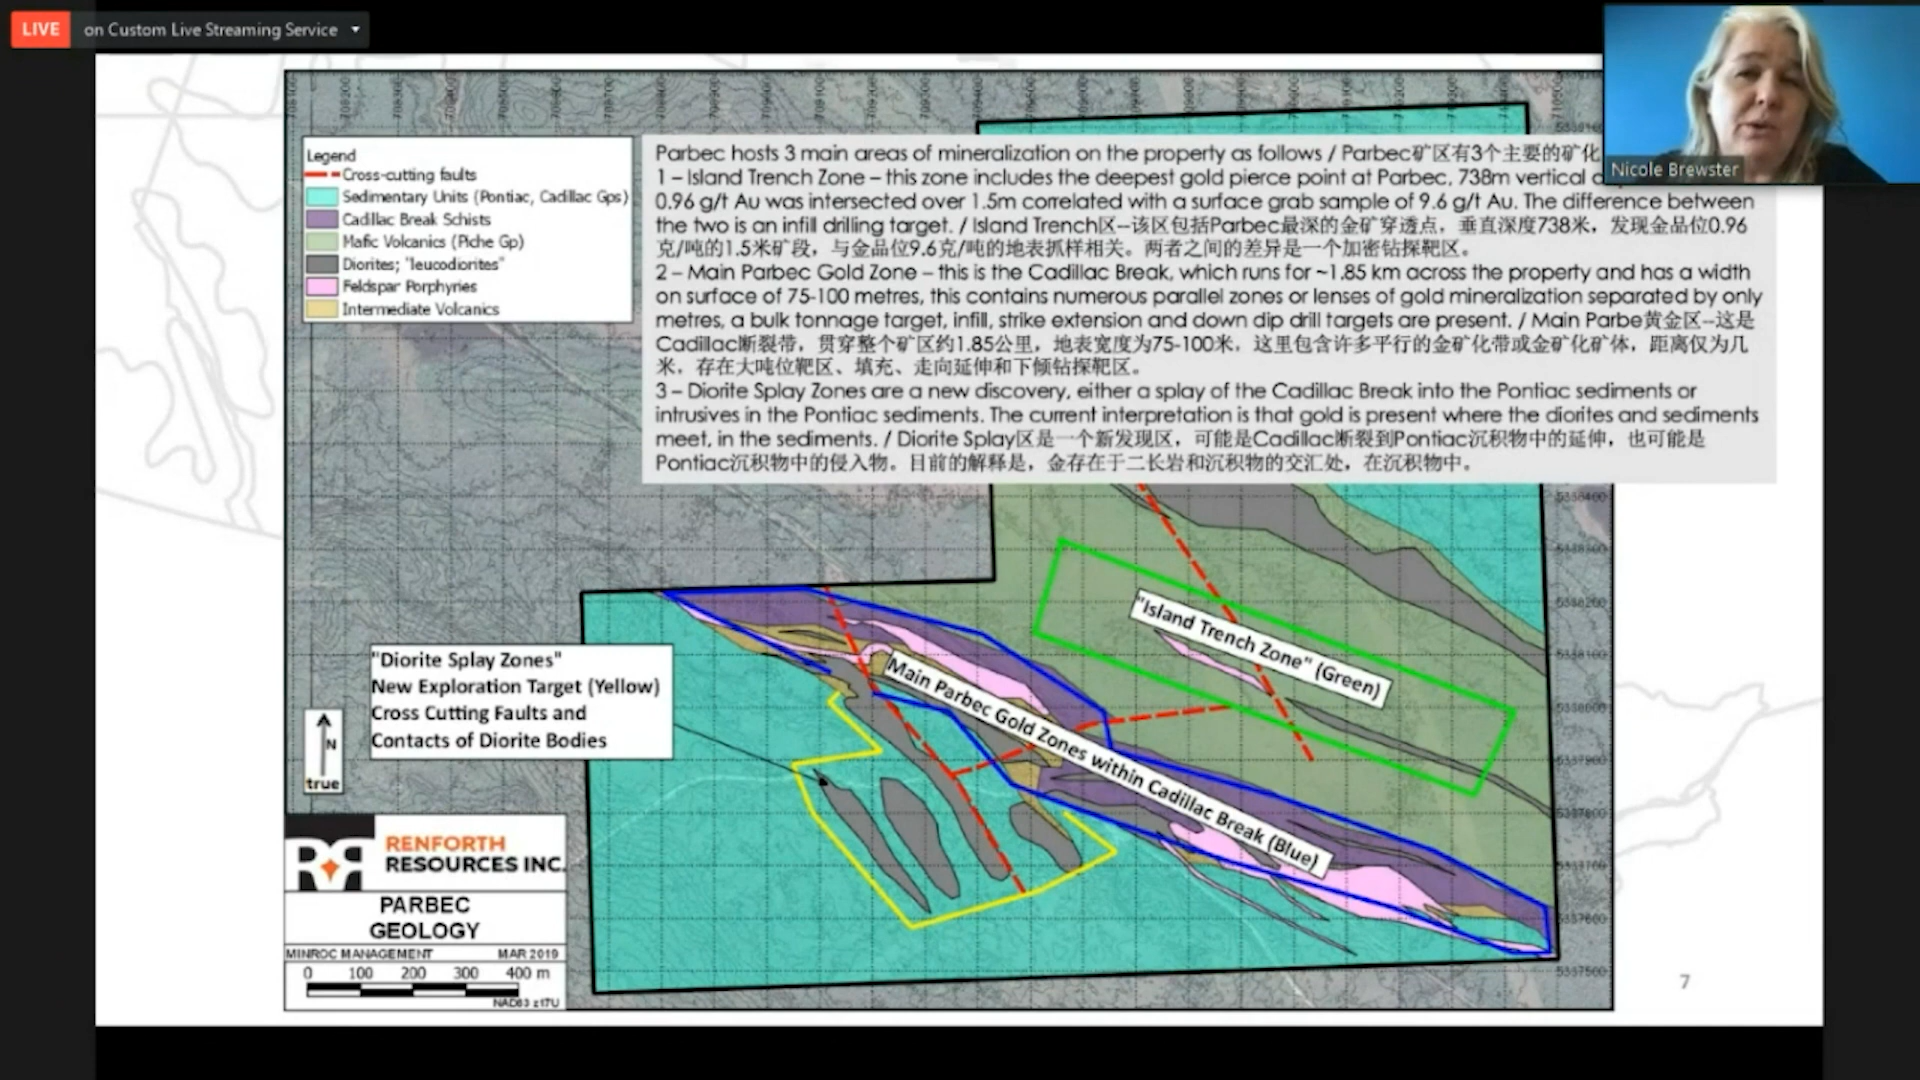 LIVE on Custom Live Streaming Service
Nicole Brewster
Legend
Cross-cutting faults
Sedimentary Units (Pontiac, Cadillac Gps)
Cadillac Break Schists
Mafic Volcanics (Piche Gp)
Diorites; "leucodiorites"
Feldspar Porphyries
Intermediate Volcanics
Parbec hosts 3 main areas of mineralization on the property as follows / Parbec矿区有3个主要的矿化
1 – Island Trench Zone – this zone includes the deepest gold pierce point at Parbec, 738m vertical
0.96 g/t Au was intersected over 1.5m correlated with a surface grab sample of 9.6 g/t Au. The difference between
the two is an infill drilling target. / Island Trench区--该区包括Parbec最深的金矿穿透点，垂直深度738米，发现金品位0.96
克/吨的1.5米矿段，与金品位9.6克/吨的地表抓样相关。两者之间的差异是一个加密钻探靶区。
2 – Main Parbec Gold Zone – this is the Cadillac Break, which runs for ~1.85 km across the property and has a width
on surface of 75-100 metres, this contains numerous parallel zones or lenses of gold mineralization separated by only
metres, a bulk tonnage target, infill, strike extension and down dip drill targets are present. / Main Parbe黄金区--这是
Cadillac断裂带，贯穿整个矿区约1.85公里，地表宽度为75-100米，这里包含许多平行的金矿化带或金矿化矿体，距离仅为几
米，存在大吨位靶区、填充、走向延伸和下倾钻探靶区。
3 – Diorite Splay Zones are a new discovery, either a splay of the Cadillac Break into the Pontiac sediments or
intrusives in the Pontiac sediments. The current interpretation is that gold is present where the diorites and sediments
meet, in the sediments. / Diorite Splay区是一个新发现区，可能是Cadillac断裂到Pontiac沉积物中的延伸，也可能是
Pontiac沉积物中的侵入物。目前的解释是，金存在于二长岩和沉积物的交汇处，在沉积物中。
"Island Trench Zone" (Green)
Main Parbec Gold Zones within Cadillac Break (Blue)
"Diorite Splay Zones"
New Exploration Target (Yellow)
Cross Cutting Faults and
Contacts of Diorite Bodies
N
true
RENFORTH
RESOURCES INC.
PARBEC
GEOLOGY
MINROC MANAGEMENT MAR 2019
0 100 200 300 400 m
NAD83 z17U
7